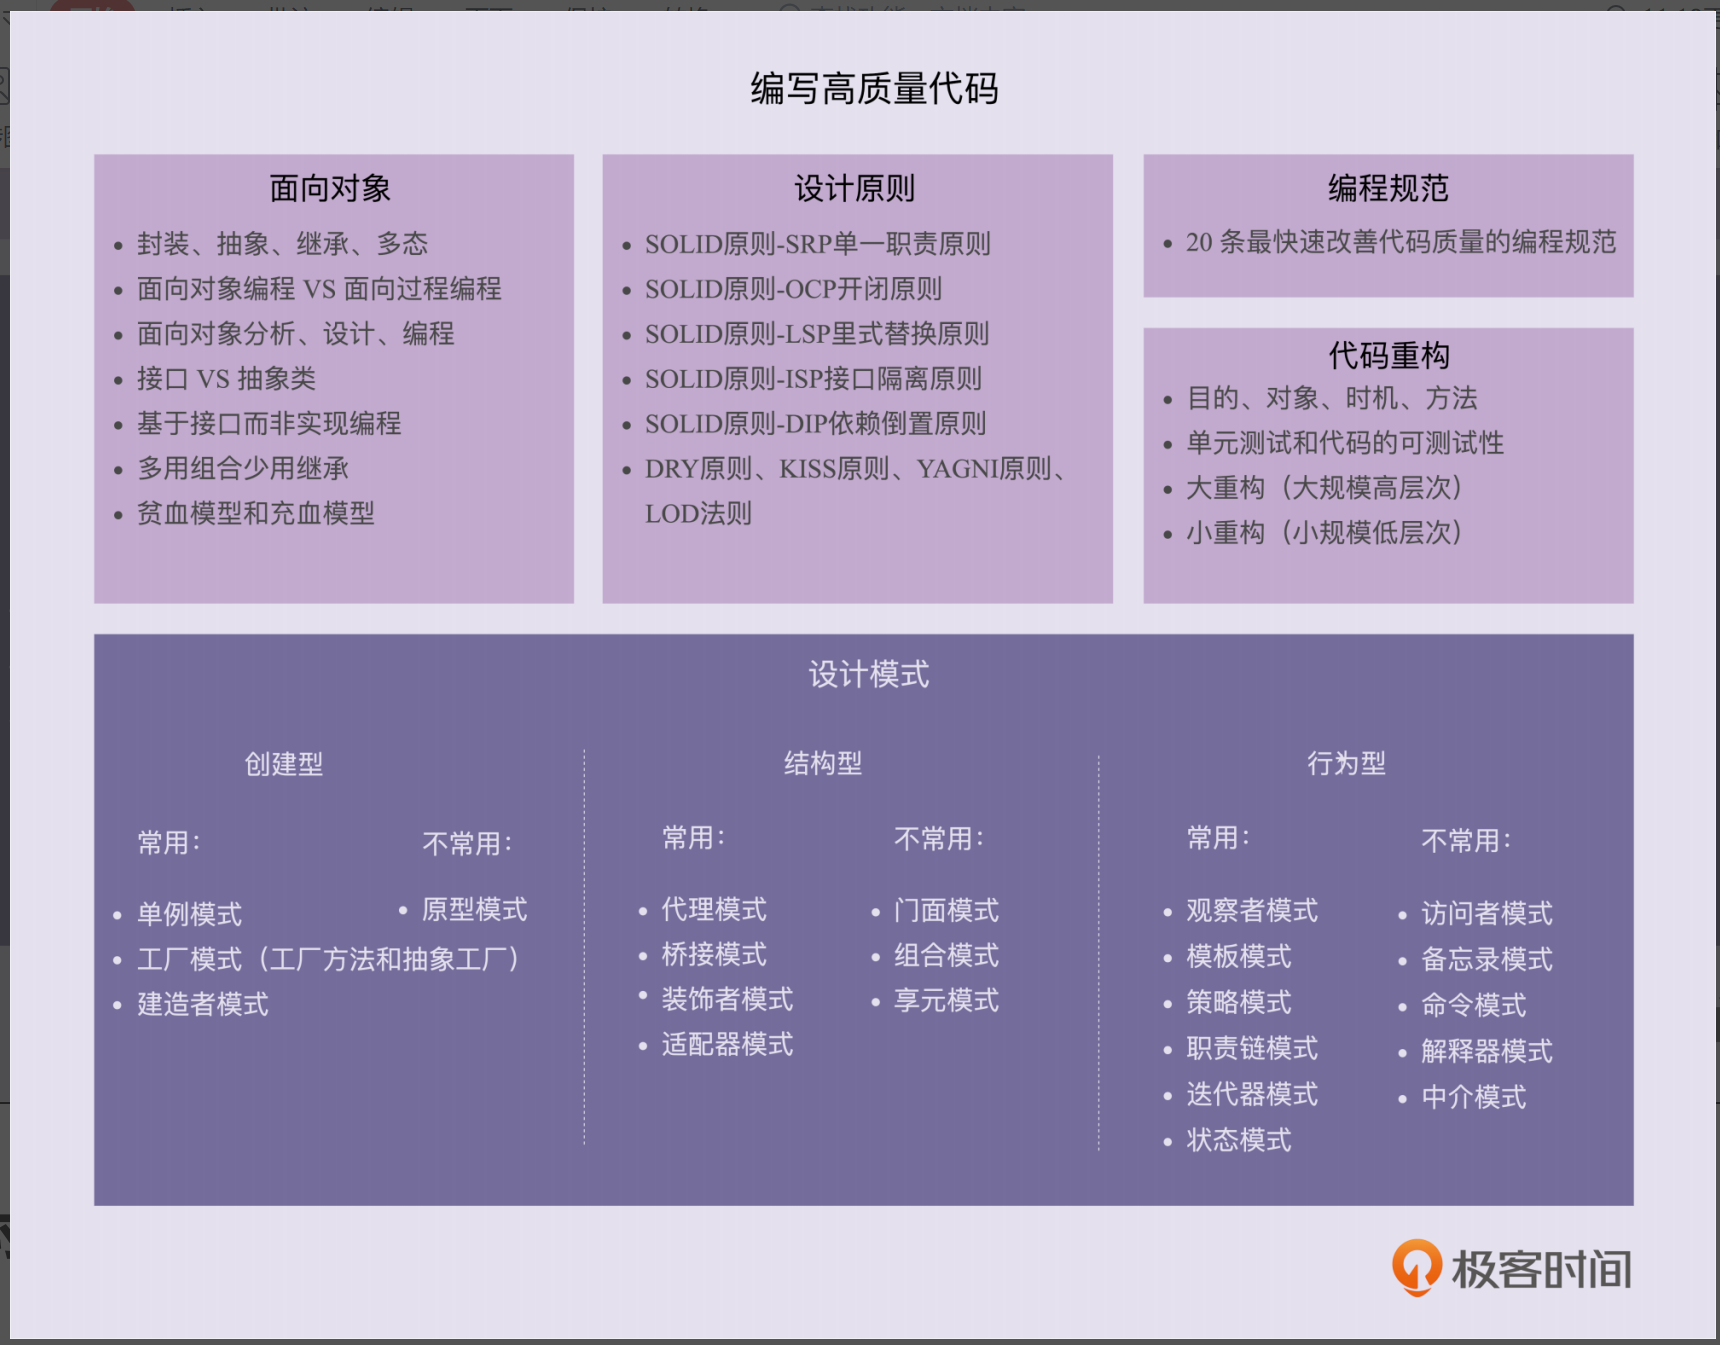 编写高质量代码
面向对象
封装、抽象、继承、多态
面向对象编程 VS 面向过程编程
面向对象分析、设计、编程
接口 VS 抽象类
基于接口而非实现编程
多用组合少用继承
贫血模型和充血模型
设计原则
SOLID原则-SRP单一职责原则
SOLID原则-OCP开闭原则
SOLID原则-LSP里式替换原则
SOLID原则-ISP接口隔离原则
SOLID原则-DIP依赖倒置原则
DRY原则、KISS原则、YAGNI原则、
LOD法则
编程规范
20 条最快速改善代码质量的编程规范
代码重构
目的、对象、时机、方法
单元测试和代码的可测试性
大重构（大规模高层次）
小重构（小规模低层次）
设计模式
创建型
常用：
单例模式
工厂模式（工厂方法和抽象工厂）
建造者模式
不常用：
原型模式
结构型
常用：
代理模式
桥接模式
装饰者模式
适配器模式
不常用：
门面模式
组合模式
享元模式
行为型
常用：
观察者模式
模板模式
策略模式
职责链模式
迭代器模式
状态模式
不常用：
访问者模式
备忘录模式
命令模式
解释器模式
中介模式
极客时间